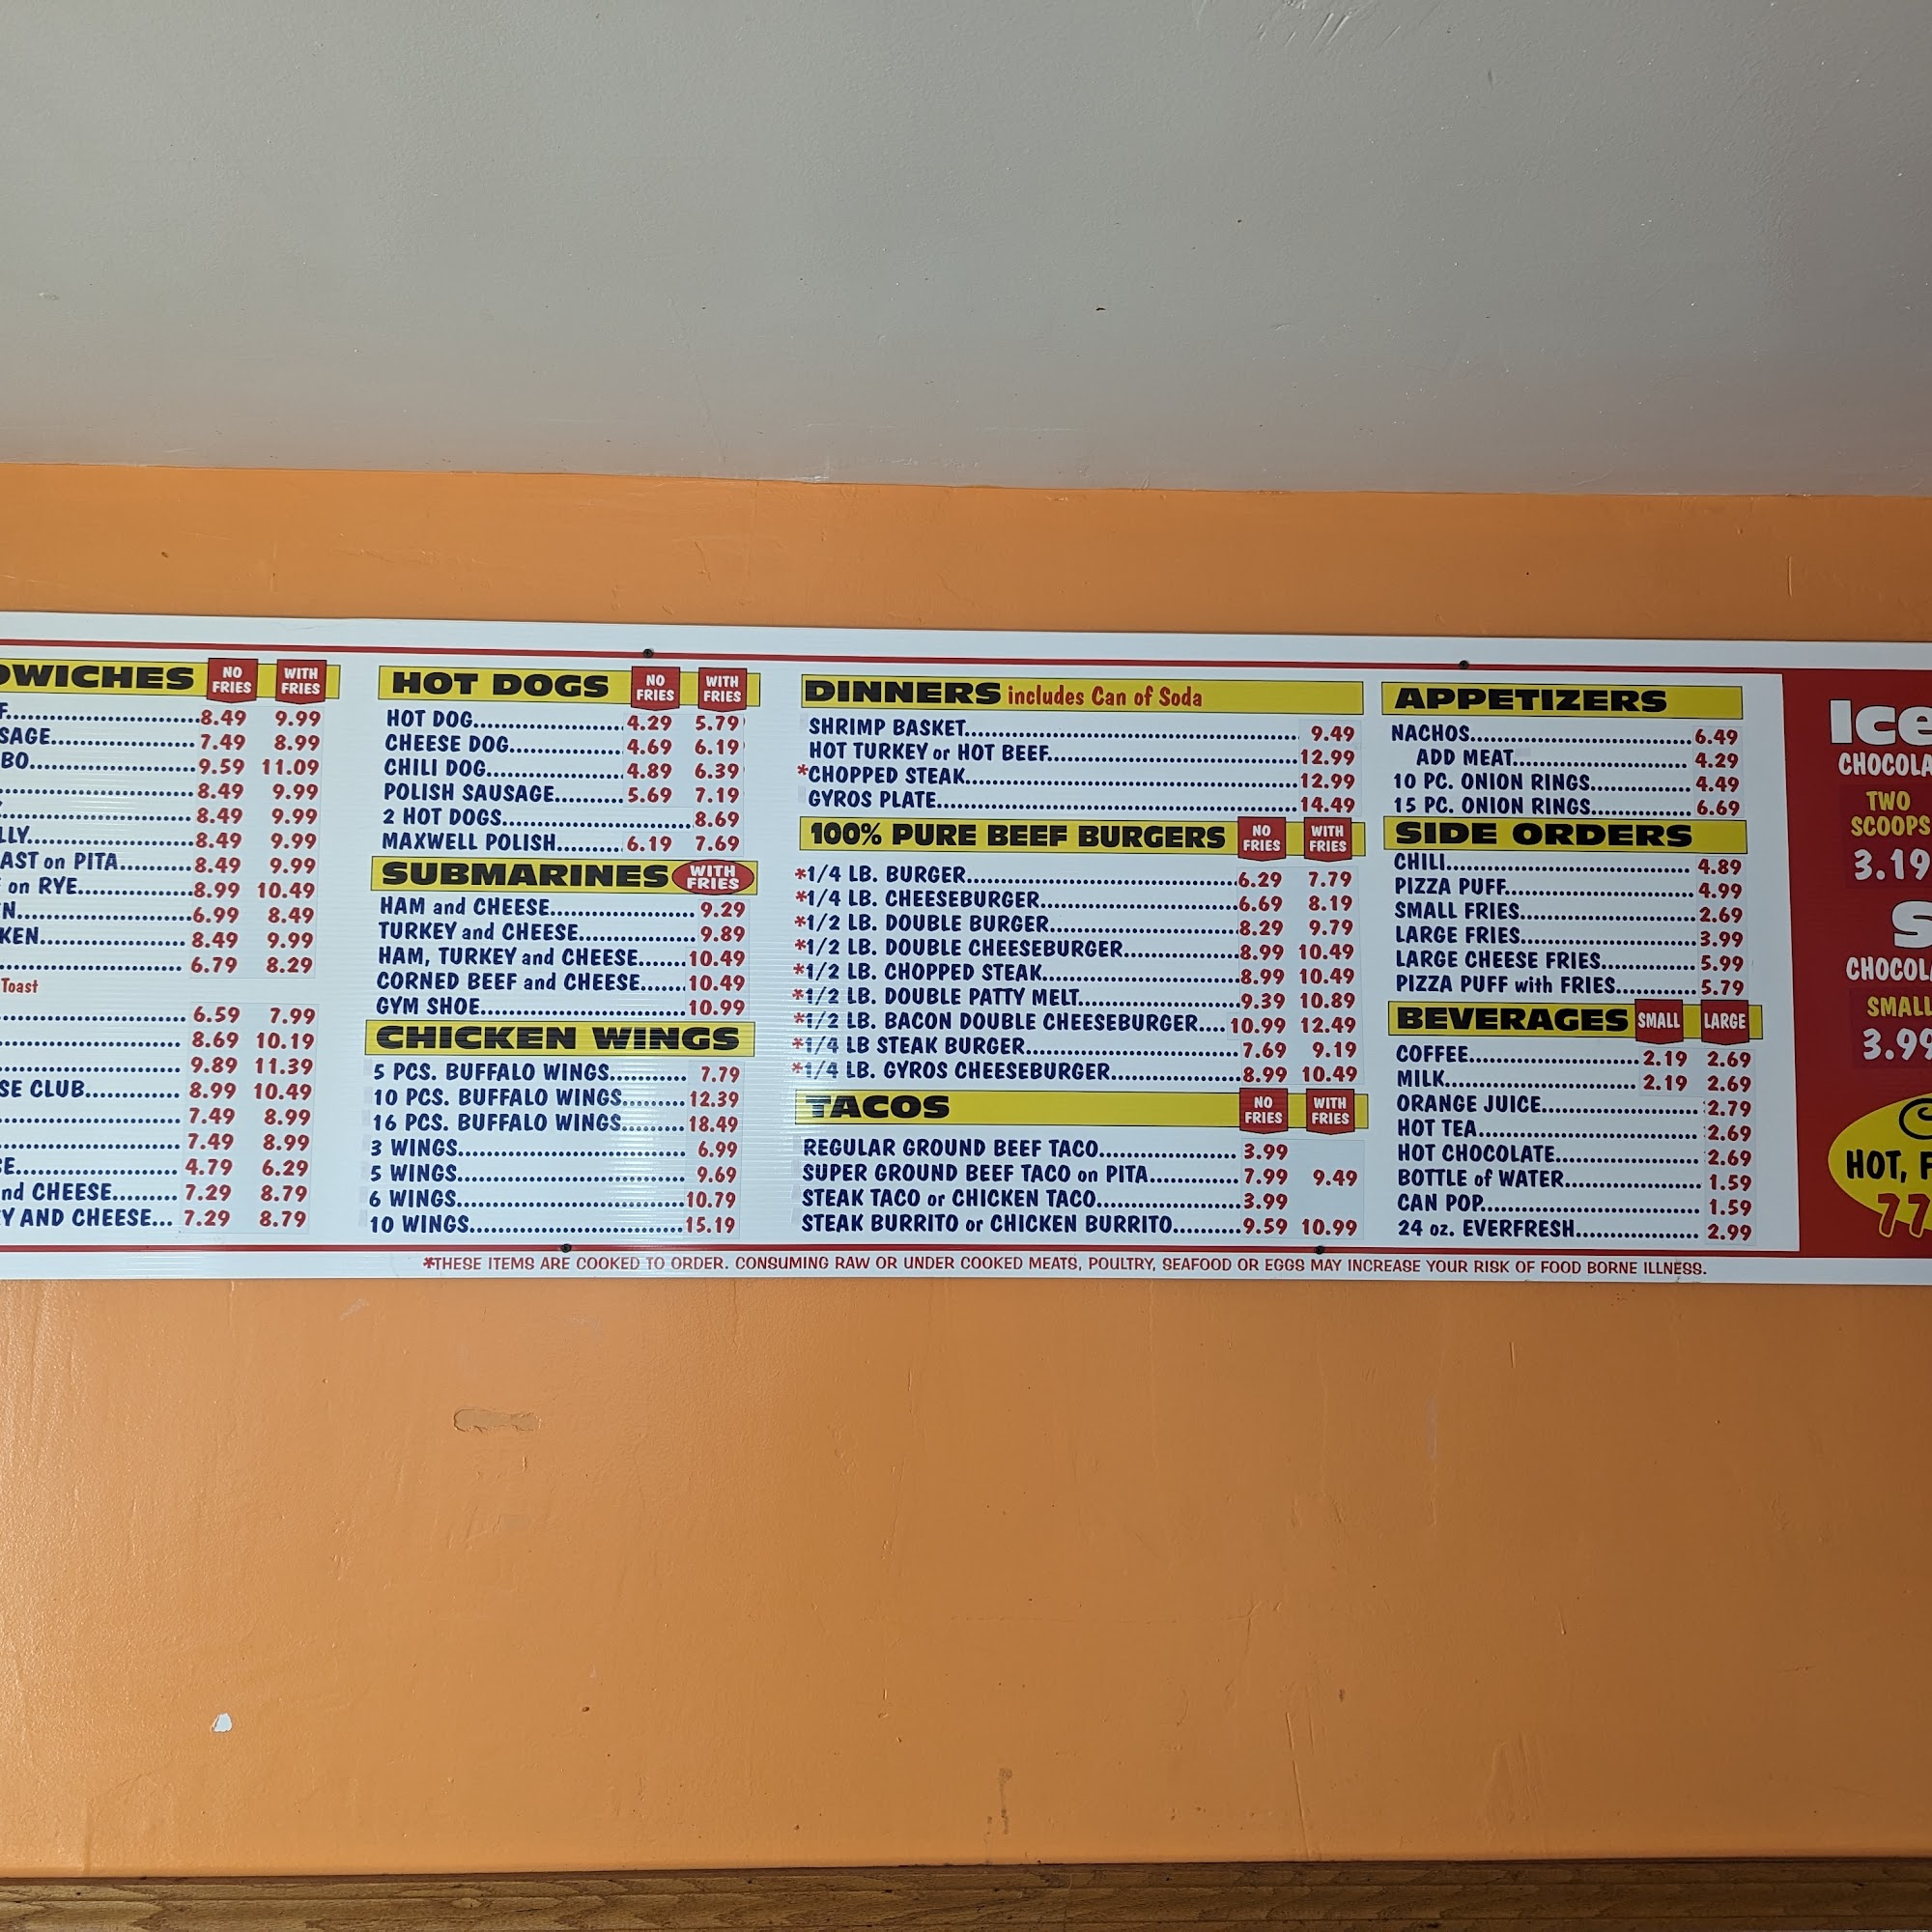 DWICHES NO FRIES WITH FRIES
F 8.49 9.99
SAGE 7.49 8.99
BO 9.59 11.09
8.49 9.99
8.49 9.99
LLY 8.49 9.99
AST on PITA 8.49 9.99
on RYE 8.99 10.49
N 6.99 8.49
KEN 8.49 9.99
6.79 8.29
Toast
6.59 7.99
8.69 10.19
9.89 11.39
SE CLUB 8.99 10.49
7.49 8.99
7.49 8.99
E 4.79 6.29
nd CHEESE 7.29 8.79
Y AND CHEESE... 7.29 8.79
HOT DOGS NO FRIES WITH FRIES
HOT DOG 4.29 5.79
CHEESE DOG 4.69 6.19
CHILI DOG 4.89 6.39
POLISH SAUSAGE 5.69 7.19
2 HOT DOGS 8.69
MAXWELL POLISH 6.19 7.69
SUBMARINES WITH FRIES
HAM and CHEESE 9.29
TURKEY and CHEESE 9.89
HAM, TURKEY and CHEESE 10.49
CORNED BEEF and CHEESE 10.49
GYM SHOE 10.99
CHICKEN WINGS
5 PCS. BUFFALO WINGS 7.79
10 PCS. BUFFALO WINGS 12.39
16 PCS. BUFFALO WINGS 18.49
3 WINGS 6.99
5 WINGS 9.69
6 WINGS 10.79
10 WINGS 15.19
DINNERS includes Can of Soda
SHRIMP BASKET 9.49
HOT TURKEY or HOT BEEF 12.99
*CHOPPED STEAK 12.99
GYROS PLATE 14.49
100% PURE BEEF BURGERS NO FRIES WITH FRIES
*1/4 LB. BURGER 6.29 7.79
*1/4 LB. CHEESEBURGER 6.69 8.19
*1/2 LB. DOUBLE BURGER 8.29 9.79
*1/2 LB. DOUBLE CHEESEBURGER 8.99 10.49
*1/2 LB. CHOPPED STEAK 8.99 10.49
*1/2 LB. DOUBLE PATTY MELT 9.39 10.89
*1/2 LB. BACON DOUBLE CHEESEBURGER 10.99 12.49
*1/4 LB STEAK BURGER 7.69 9.19
*1/4 LB. GYROS CHEESEBURGER 8.99 10.49
TACOS NO FRIES WITH FRIES
REGULAR GROUND BEEF TACO 3.99
SUPER GROUND BEEF TACO on PITA 7.99 9.49
STEAK TACO or CHICKEN TACO 3.99
STEAK BURRITO or CHICKEN BURRITO 9.59 10.99
APPETIZERS
NACHOS 6.49
ADD MEAT 4.29
10 PC. ONION RINGS 4.49
15 PC. ONION RINGS 6.69
SIDE ORDERS
CHILI 4.89
PIZZA PUFF 4.99
SMALL FRIES 2.69
LARGE FRIES 3.99
LARGE CHEESE FRIES 5.99
PIZZA PUFF with FRIES 5.79
BEVERAGES SMALL LARGE
COFFEE 2.19 2.69
MILK 2.19 2.69
ORANGE JUICE 2.79
HOT TEA 2.69
HOT CHOCOLATE 2.69
BOTTLE of WATER 1.59
CAN POP 1.59
24 oz. EVERFRESH 2.99
Ice
CHOCOLA
TWO
SCOOPS
3.19
S
CHOCOL
SMALL
3.99
HOT, F
77
*THESE ITEMS ARE COOKED TO ORDER. CONSUMING RAW OR UNDER COOKED MEATS, POULTRY, SEAFOOD OR EGGS MAY INCREASE YOUR RISK OF FOOD BORNE ILLNESS.